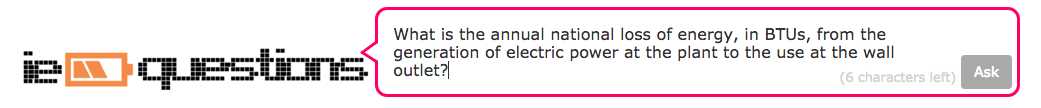 ie questions
What is the annual national loss of energy, in BTUs, from the
generation of electric power at the plant to the use at the wall
outlet?
(6 characters left)
Ask